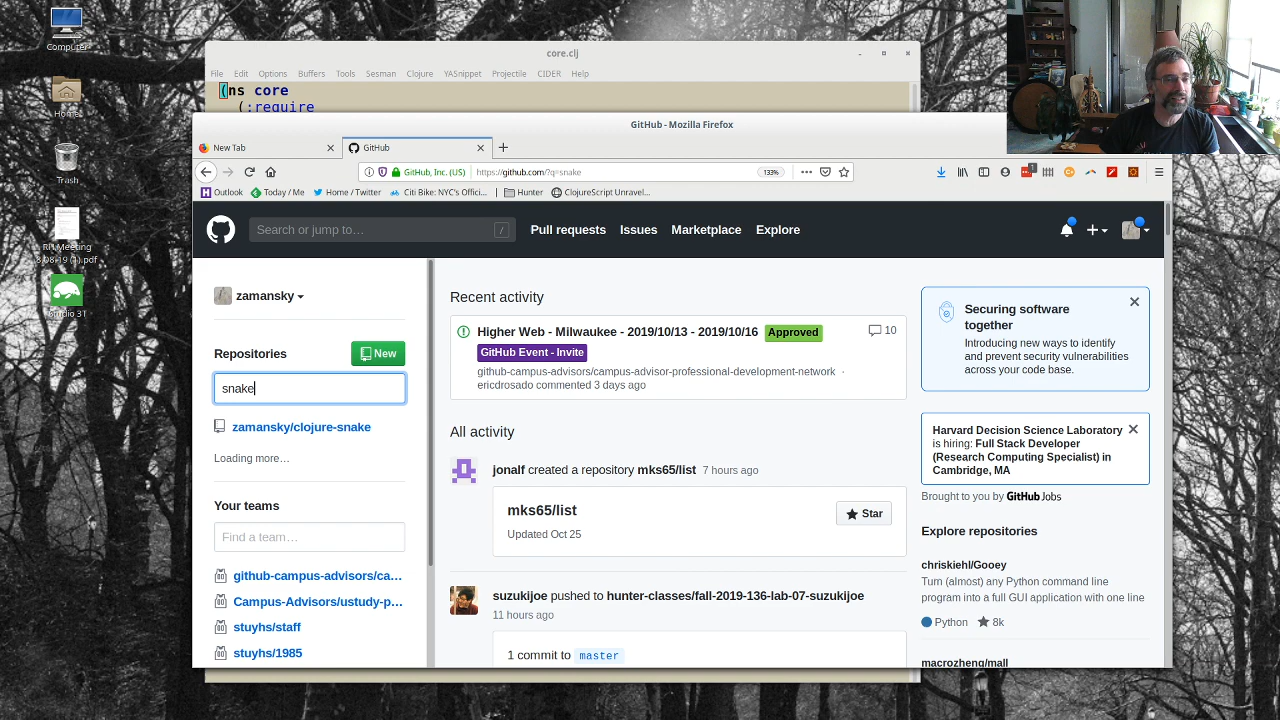 Computer
Home
Trash
RH Meeting
Studio 3T
core.clj
File Edit Options Buffers Tools Sesman Clojure YASnippet Projectile CIDER Help
(ns core
(:require
GitHub - Mozilla Firefox
New Tab
GitHub
GitHub, Inc. (US)
https://github.com/?q=snake
133%
Outlook
Today / Me
Home / Twitter
Citi Bike: NYC's Offici...
Hunter
ClojureScript Unravel...
Search or jump to…
/
Pull requests
Issues
Marketplace
Explore
zamansky
Repositories
New
snake
zamansky/clojure-snake
Loading more…
Your teams
Find a team…
github-campus-advisors/ca…
Campus-Advisors/ustudy-p…
stuyhs/staff
stuyhs/1985
Recent activity
Higher Web - Milwaukee - 2019/10/13 - 2019/10/16 Approved
10
GitHub Event - Invite
github-campus-advisors/campus-advisor-professional-development-network ·
ericdrosado commented 3 days ago
All activity
jonalf created a repository mks65/list 7 hours ago
mks65/list
Star
Updated Oct 25
suzukijoe pushed to hunter-classes/fall-2019-136-lab-07-suzukijoe
11 hours ago
1 commit to master
Securing software
together
Introducing new ways to identify
and prevent security vulnerabilities
across your code base.
Harvard Decision Science Laboratory
is hiring: Full Stack Developer
(Research Computing Specialist) in
Cambridge, MA
Brought to you by GitHub Jobs
Explore repositories
chriskiehl/Gooey
Turn (almost) any Python command line
program into a full GUI application with one line
Python
8k
macrozheng/mall